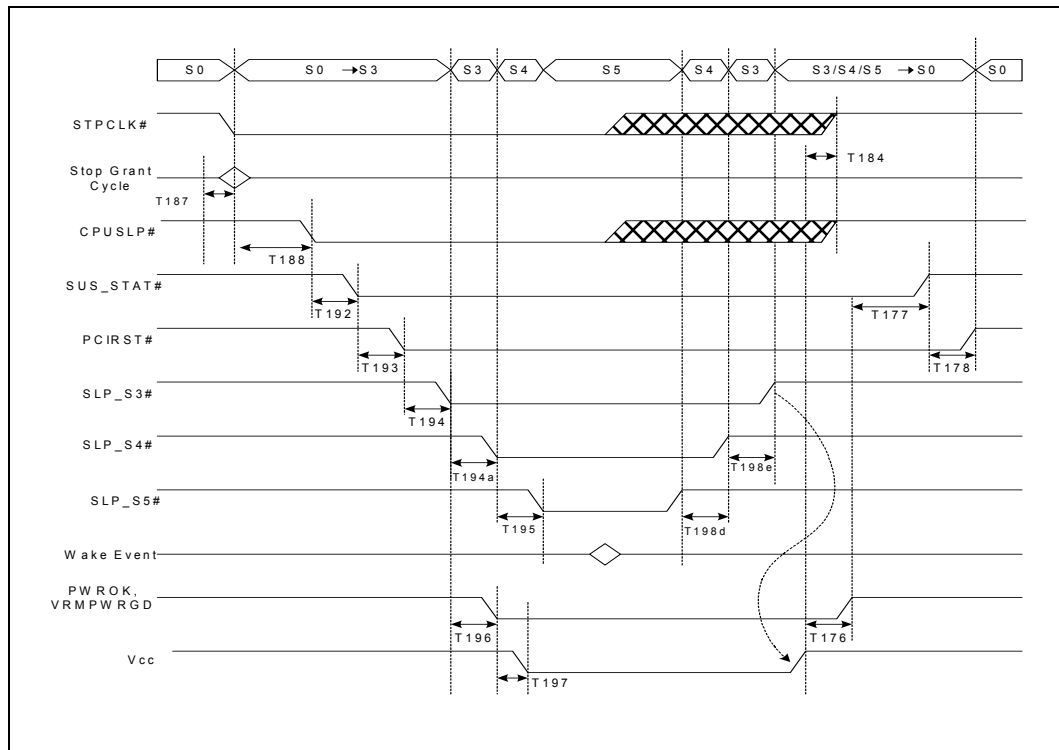 S0 S0 →S3 S3 S4 S5 S4 S3 S3/S4/S5 →S0 S0
STPCLK#
T184
Stop Grant
Cycle
T187
CPUSLP#
T188
SUS_STAT#
T192
T177
PCIRST#
T193
T178
SLP_S3#
T194
SLP_S4#
T194a
T198e
SLP_S5#
T195
T198d
Wake Event
PWROK,
VRMPWRGD
T196
T176
Vcc
T197